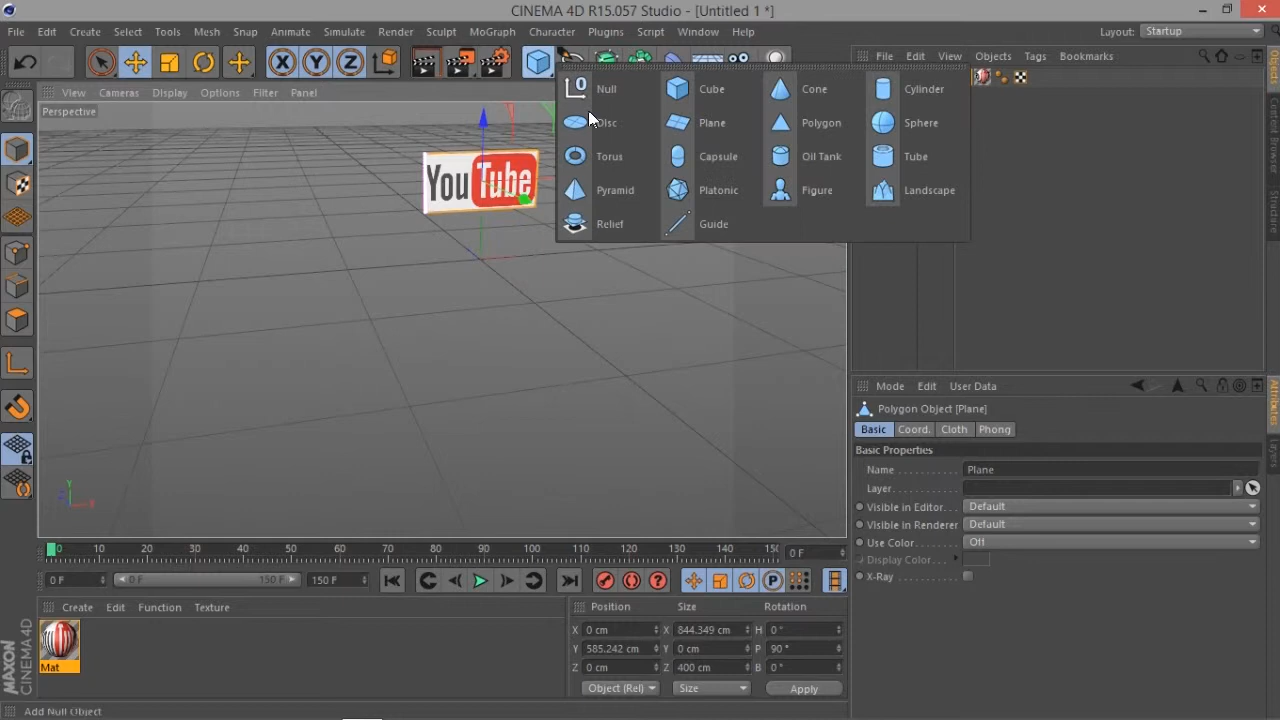 CINEMA 4D R15.057 Studio - [Untitled 1 *]
File Edit Create Select Tools Mesh Snap Animate Simulate Render Sculpt MoGraph Character Plugins Script Window Help Layout: Startup
X Y Z
File Edit View Objects Tags Bookmarks
View Cameras Display Options Filter Panel
Perspective
Null Cube Cone Cylinder
Disc Plane Polygon Sphere
Torus Capsule Oil Tank Tube
Pyramid Platonic Figure Landscape
Relief Guide
YouTube
Objects
Structure
Mode Edit User Data
Polygon Object [Plane]
Basic Coord. Cloth Phong
Basic Properties
Name Plane
Layer
Visible in Editor Default
Visible in Renderer Default
Use Color Off
Display Color
X-Ray
Attributes
Layers
Y
X
Z
0 10 20 30 40 50 60 70 80 90 100 110 120 130 140 150 0 F
0 F 0 F 150 F 150 F
Create Edit Function Texture
Mat
Position Size Rotation
X 0 cm X 844.349 cm H 0 °
Y 585.242 cm Y 0 cm P 90 °
Z 0 cm Z 400 cm B 0 °
Object (Rel) Size Apply
MAXON
CINEMA 4D
Add Null Object